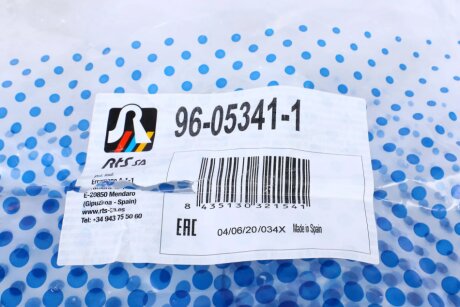 96-05341-1
RTS SA
E-20850 Mendaro
(Gipuzkoa - Spain)
Tel: +34 943 75 50 60
8 435130 321541
EAC 04/06/20/034X Made in Spain